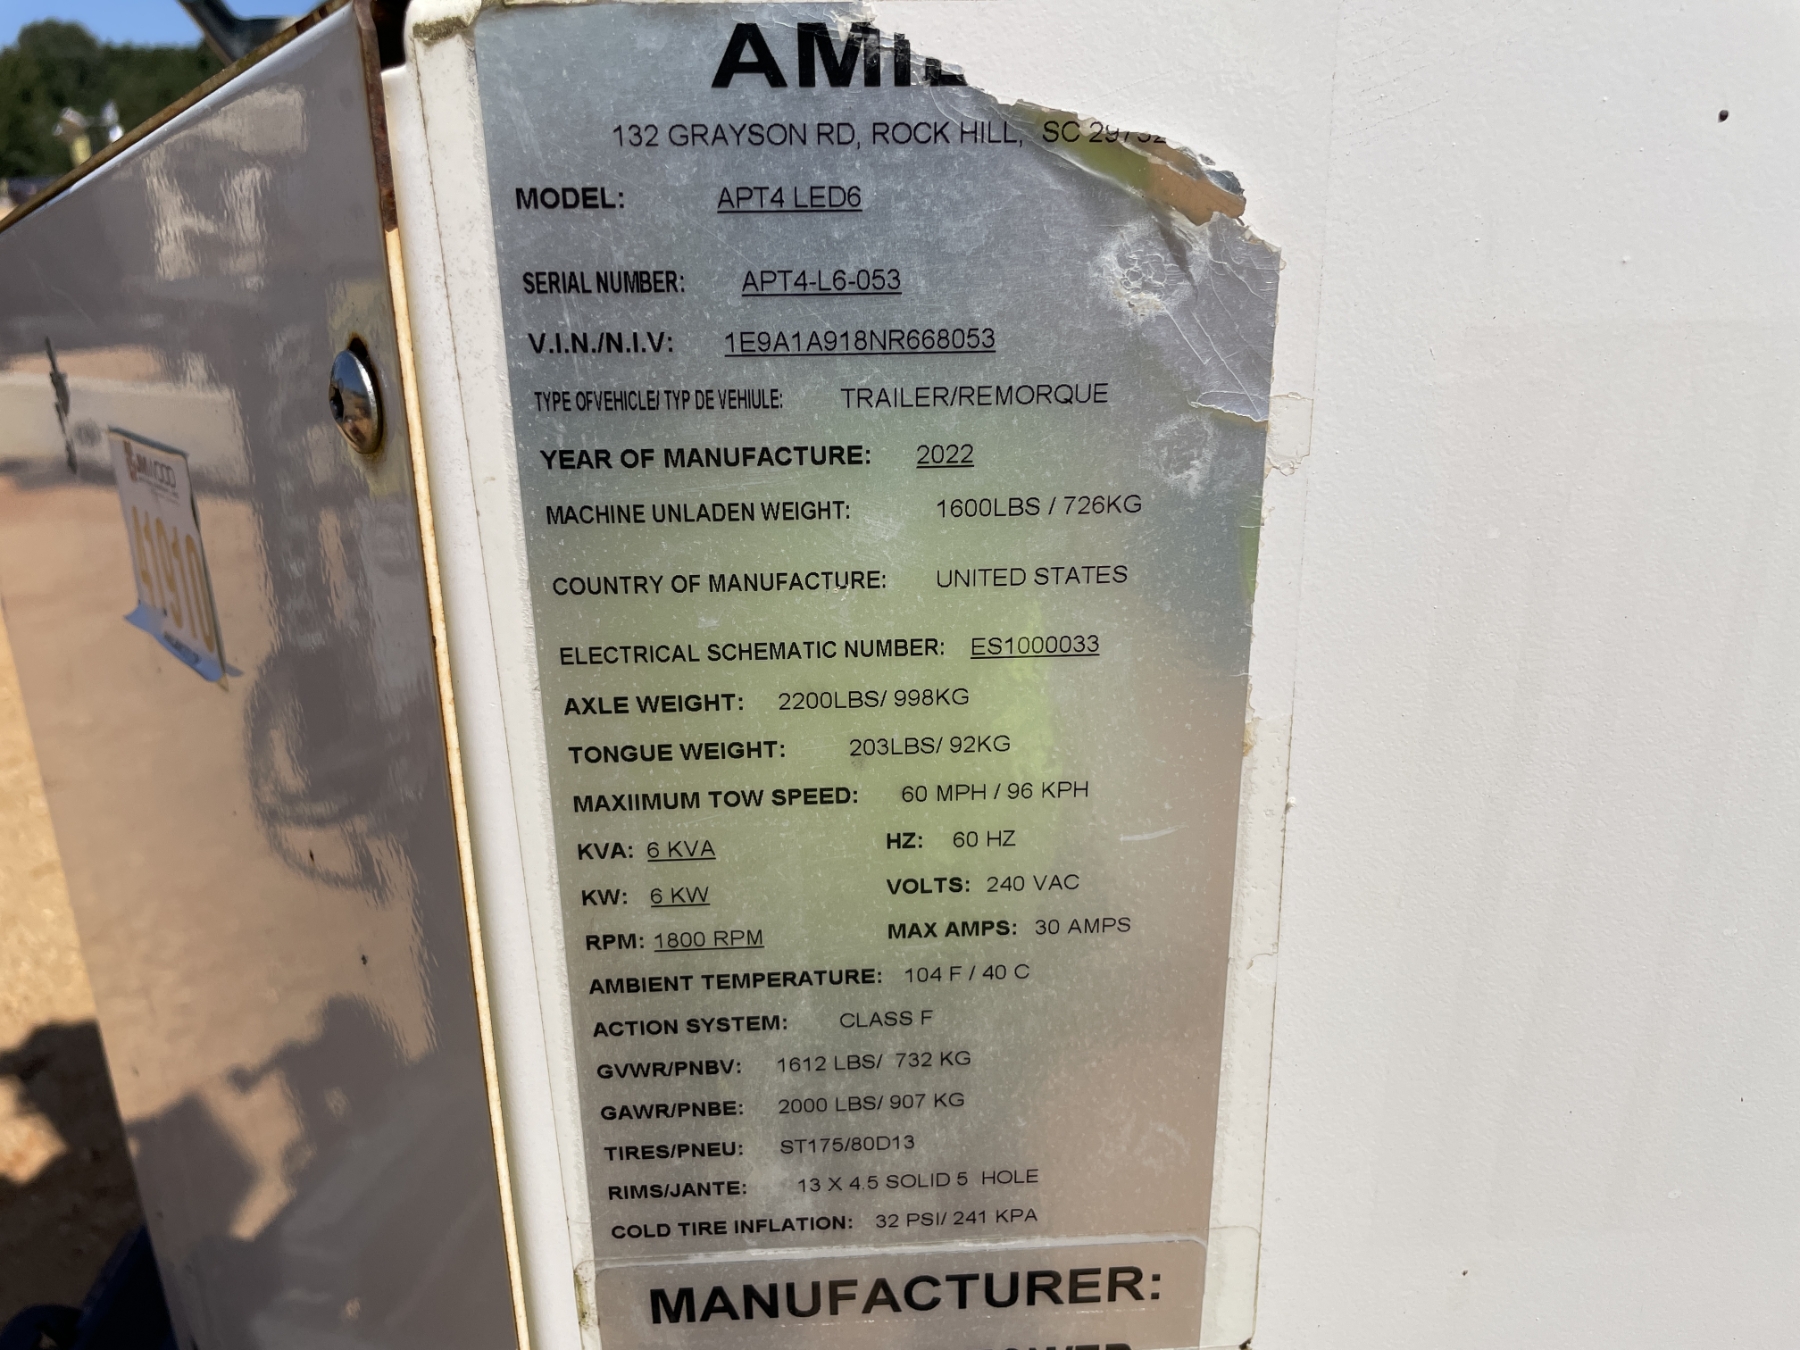 132 GRAYSON RD, ROCK HILL, SC 29732
MODEL: APT4 LED6
SERIAL NUMBER: APT4-L6-053
V.I.N./N.I.V: 1E9A1A918NR668053
TYPE OFVEHICLE/ TYP DE VEHIULE: TRAILER/REMORQUE
YEAR OF MANUFACTURE: 2022
MACHINE UNLADEN WEIGHT: 1600LBS / 726KG
COUNTRY OF MANUFACTURE: UNITED STATES
ELECTRICAL SCHEMATIC NUMBER: ES1000033
AXLE WEIGHT: 2200LBS/ 998KG
TONGUE WEIGHT: 203LBS/ 92KG
MAXIIMUM TOW SPEED: 60 MPH / 96 KPH
KVA: 6 KVA HZ: 60 HZ
KW: 6 KW VOLTS: 240 VAC
RPM: 1800 RPM MAX AMPS: 30 AMPS
AMBIENT TEMPERATURE: 104 F / 40 C
ACTION SYSTEM: CLASS F
GVWR/PNBV: 1612 LBS/ 732 KG
GAWR/PNBE: 2000 LBS/ 907 KG
TIRES/PNEU: ST175/80D13
RIMS/JANTE: 13 X 4.5 SOLID 5 HOLE
COLD TIRE INFLATION: 32 PSI/ 241 KPA
MANUFACTURER:
41910